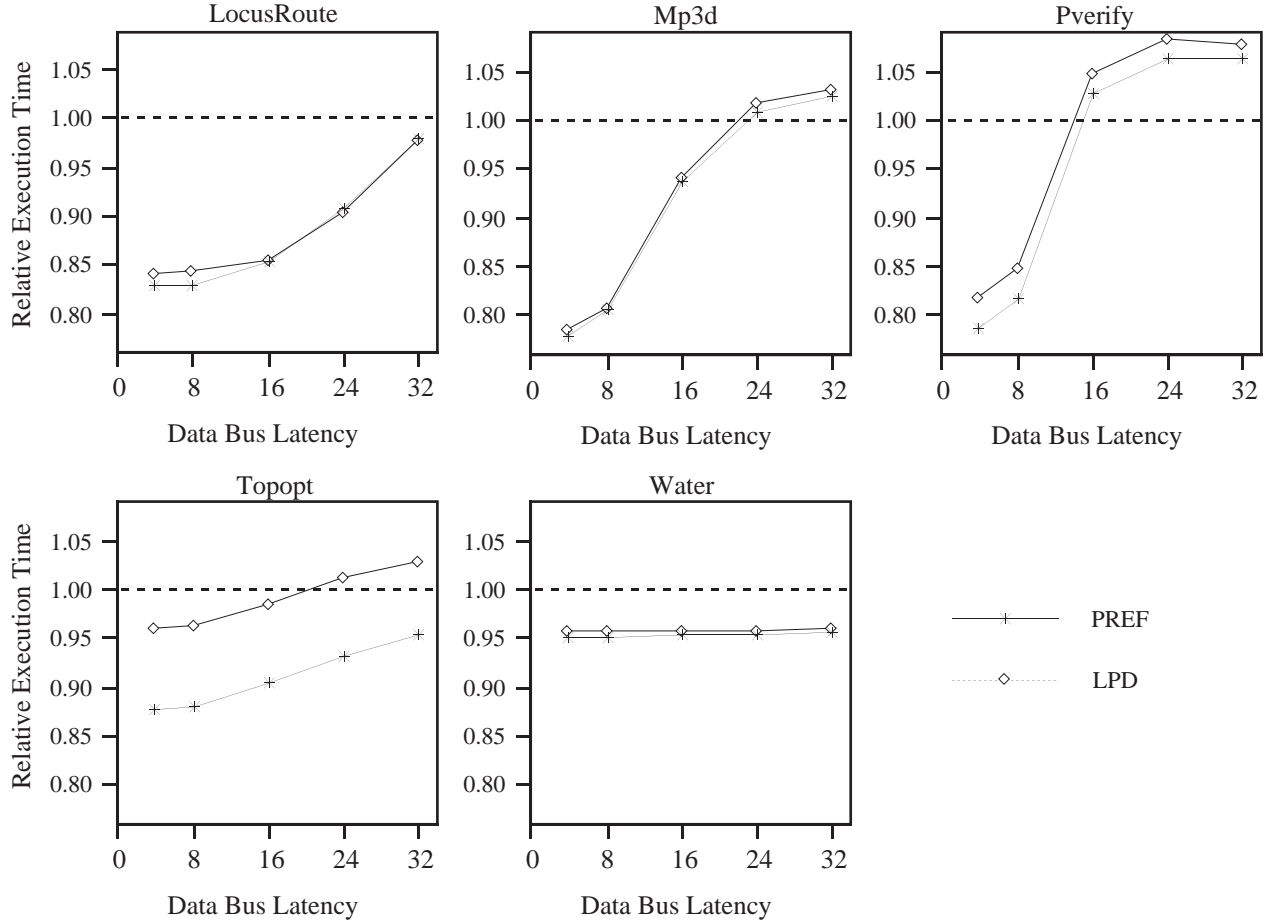 LocusRoute
Mp3d
Pverify
Relative Execution Time
1.05
1.00
0.95
0.90
0.85
0.80
0 8 16 24 32
Data Bus Latency
1.05
1.00
0.95
0.90
0.85
0.80
0 8 16 24 32
Data Bus Latency
1.05
1.00
0.95
0.90
0.85
0.80
0 8 16 24 32
Data Bus Latency
Topopt
Water
Relative Execution Time
1.05
1.00
0.95
0.90
0.85
0.80
0 8 16 24 32
Data Bus Latency
1.05
1.00
0.95
0.90
0.85
0.80
0 8 16 24 32
Data Bus Latency
PREF
LPD